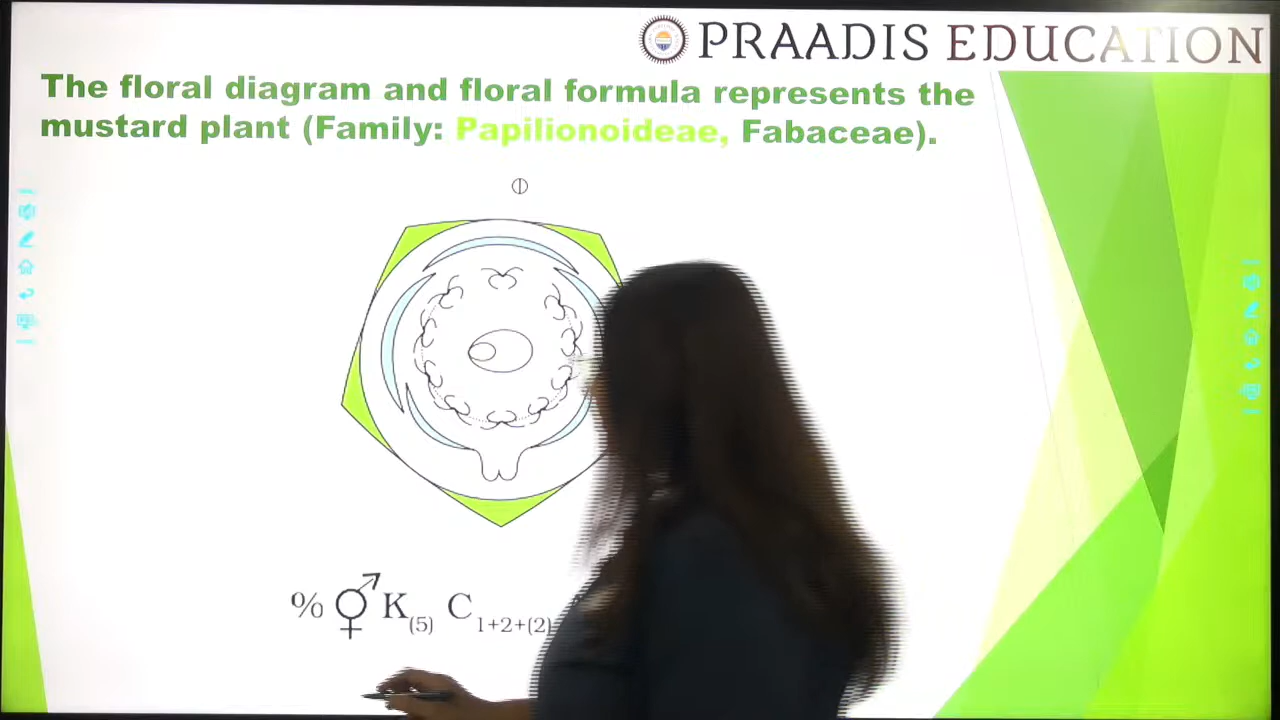 PRAADIS EDUCATION
The floral diagram and floral formula represents the
mustard plant (Family: Papilionoideae, Fabaceae).
% ⚥ K(5) C1+2+(2)